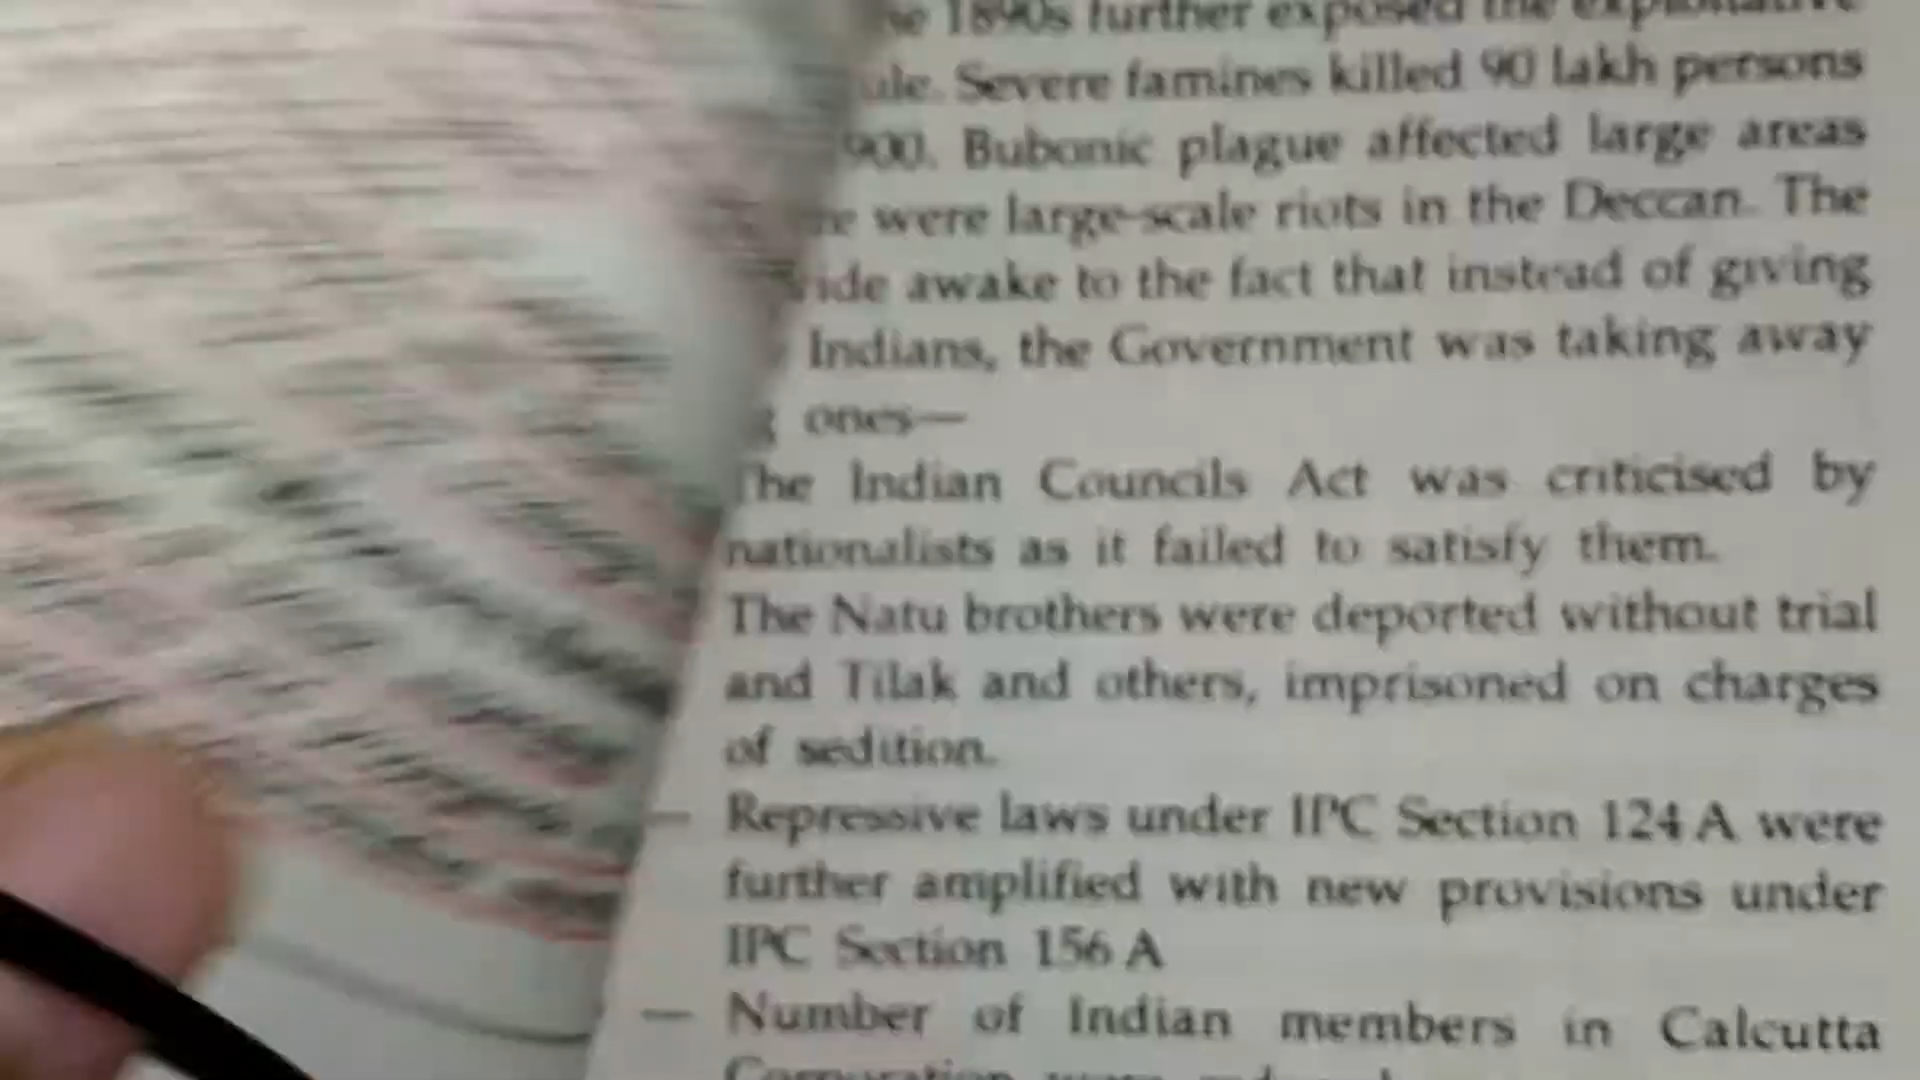 1890s further exposed the exploitative
Severe famines killed 90 lakh persons
Bubonic plague affected large areas
were large-scale riots in the Deccan. The
awake to the fact that instead of giving
Indians, the Government was taking away
ones—
The Indian Councils Act was criticised by
nationalists as it failed to satisfy them.
The Natu brothers were deported without trial
and Tilak and others, imprisoned on charges
of sedition.
— Repressive laws under IPC Section 124 A were
further amplified with new provisions under
IPC Section 156 A
— Number of Indian members in Calcutta
Corporation were